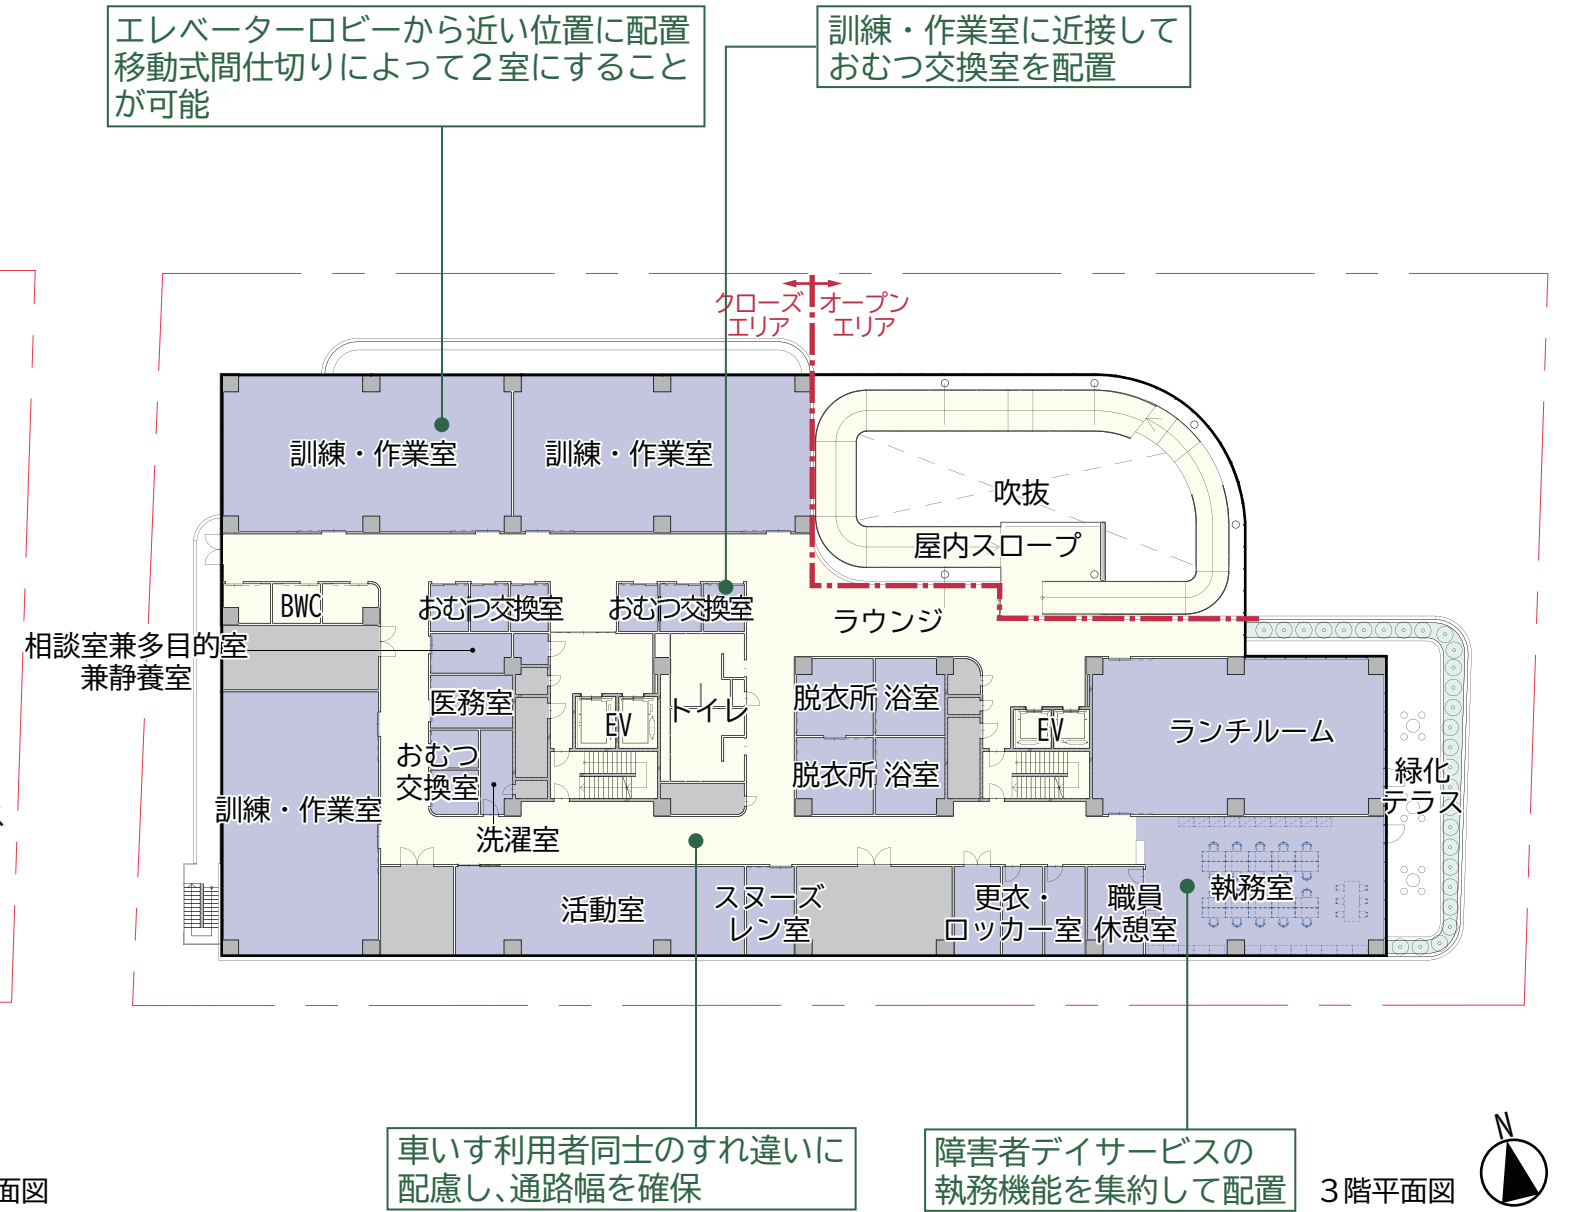 エレベーターロビーから近い位置に配置
移動式間仕切りによって２室にすること
が可能
訓練・作業室に近接して
おむつ交換室を配置
クローズ
エリア
オープン
エリア
訓練・作業室
訓練・作業室
吹抜
屋内スロープ
BWC
おむつ交換室
おむつ交換室
ラウンジ
相談室兼多目的室
兼静養室
医務室
EV
トイレ
脱衣所
浴室
EV
ランチルーム
おむつ
交換室
脱衣所
浴室
緑化
テラス
訓練・作業室
洗濯室
活動室
スヌーズ
レン室
更衣・
ロッカー室
職員
休憩室
執務室
車いす利用者同士のすれ違いに
配慮し、通路幅を確保
障害者デイサービスの
執務機能を集約して配置
面図
３階平面図
N